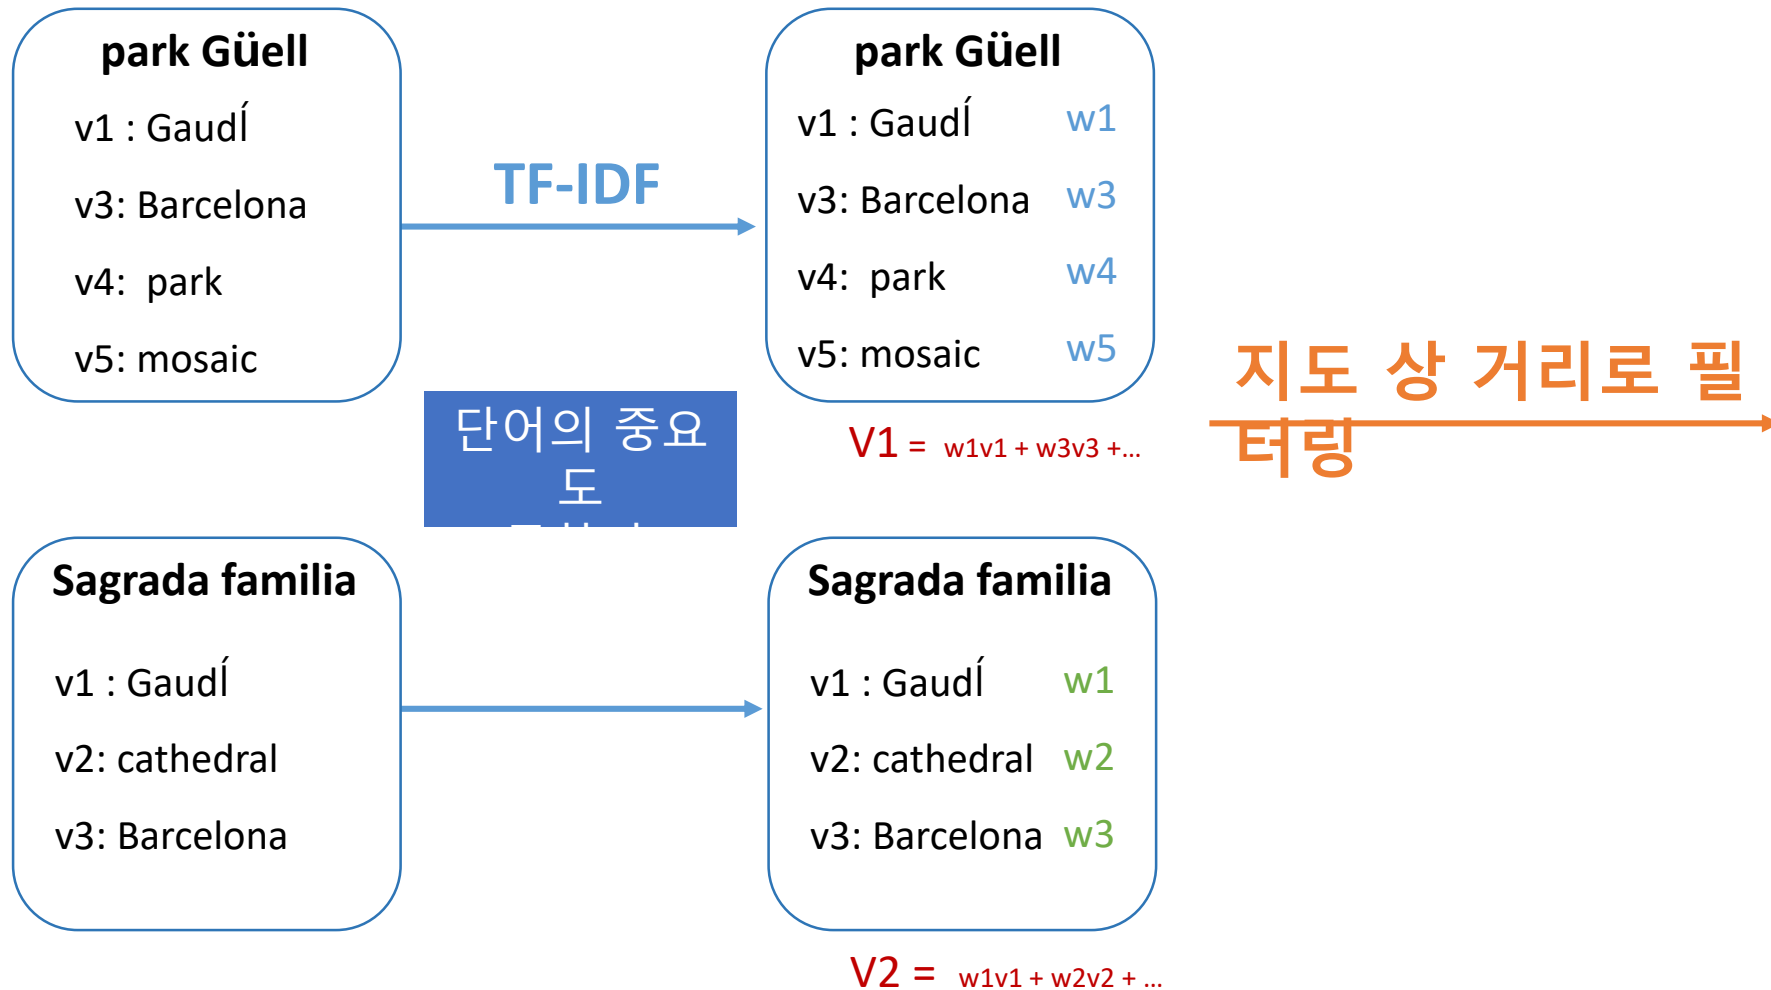 park Güell
v1 : GaudÍ
v3: Barcelona
v4: park
v5: mosaic
TF-IDF
단어의 중요
도
park Güell
v1 : GaudÍ w1
v3: Barcelona w3
v4: park w4
v5: mosaic w5
V1 = w1v1 + w3v3 +...
지도 상 거리로 필
터링
Sagrada familia
v1 : GaudÍ
v2: cathedral
v3: Barcelona
Sagrada familia
v1 : GaudÍ w1
v2: cathedral w2
v3: Barcelona w3
V2 = w1v1 + w2v2 + ...